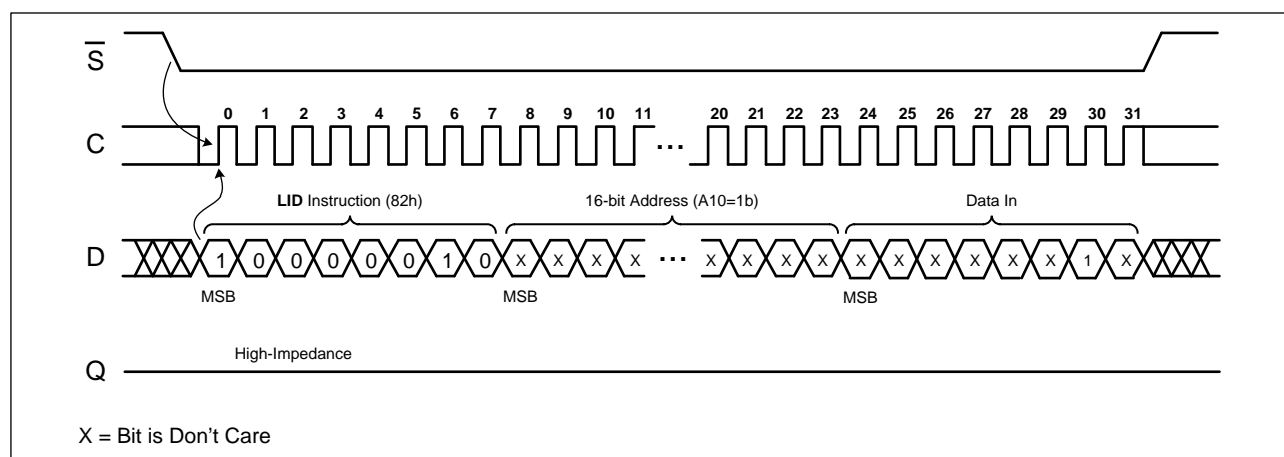 S
0 1 2 3 4 5 6 7 8 9 10 11 20 21 22 23 24 25 26 27 28 29 30 31
C ...
LID Instruction (82h) 16-bit Address (A10=1b) Data In
D 1 0 0 0 0 0 1 0 X X X X ... X X X X X X X X X X 1 X
MSB MSB MSB
High-Impedance
Q
X = Bit is Don't Care